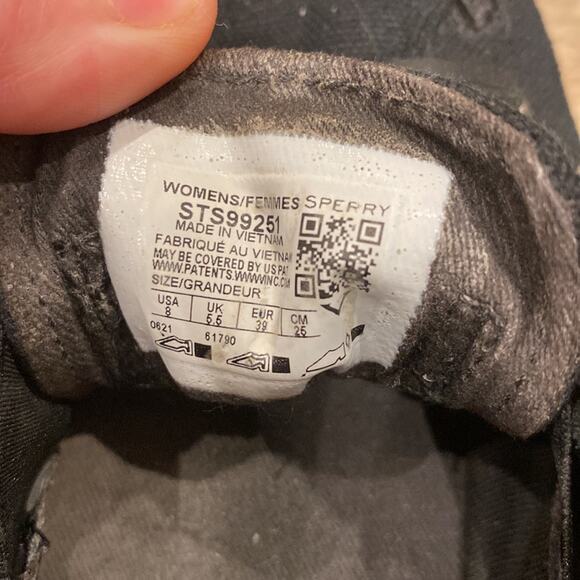 WOMENS/FEMMES SPERRY
STS99251
MADE IN VIETNAM
FABRIQUÉ AU VIETNAM
MAY BE COVERED BY US PAT
WWW.PATENTS.WWWINC.COM
SIZE/GRANDEUR
USA UK EUR CM
8 5.5 39 25
0621 61790